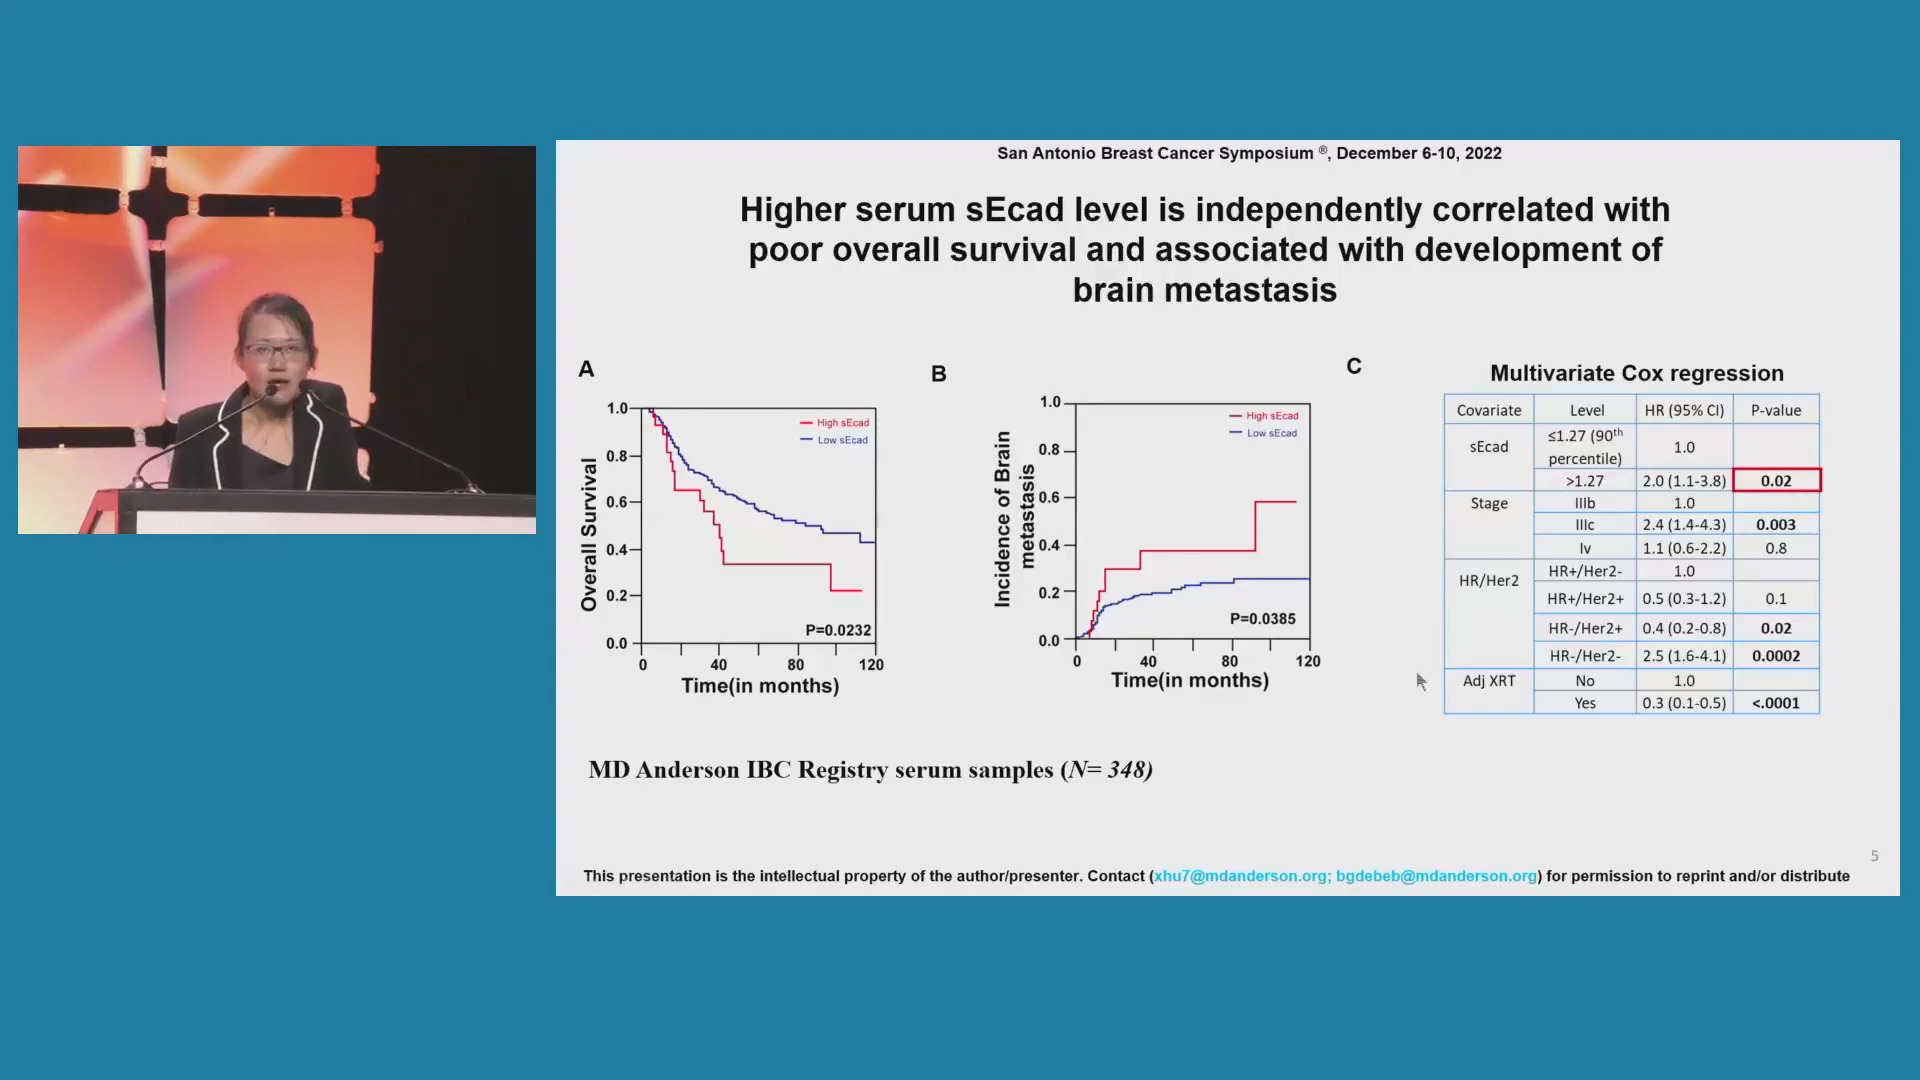 San Antonio Breast Cancer Symposium ®, December 6-10, 2022
Higher serum sEcad level is independently correlated with
poor overall survival and associated with development of
brain metastasis
A
Overall Survival
1.0
0.8
0.6
0.4
0.2
0.0
High sEcad
Low sEcad
P=0.0232
0 40 80 120
Time(in months)
B
Incidence of Brain
metastasis
1.0
0.8
0.6
0.4
0.2
0.0
High sEcad
Low sEcad
P=0.0385
0 40 80 120
Time(in months)
C
Multivariate Cox regression
Covariate Level HR (95% CI) P-value
sEcad ≤1.27 (90th percentile) 1.0
>1.27 2.0 (1.1-3.8) 0.02
Stage IIIb 1.0
IIIc 2.4 (1.4-4.3) 0.003
Iv 1.1 (0.6-2.2) 0.8
HR/Her2 HR+/Her2- 1.0
HR+/Her2+ 0.5 (0.3-1.2) 0.1
HR-/Her2+ 0.4 (0.2-0.8) 0.02
HR-/Her2- 2.5 (1.6-4.1) 0.0002
Adj XRT No 1.0
Yes 0.3 (0.1-0.5) <.0001
MD Anderson IBC Registry serum samples (N= 348)
5
This presentation is the intellectual property of the author/presenter. Contact (xhu7@mdanderson.org; bgdebeb@mdanderson.org) for permission to reprint and/or distribute